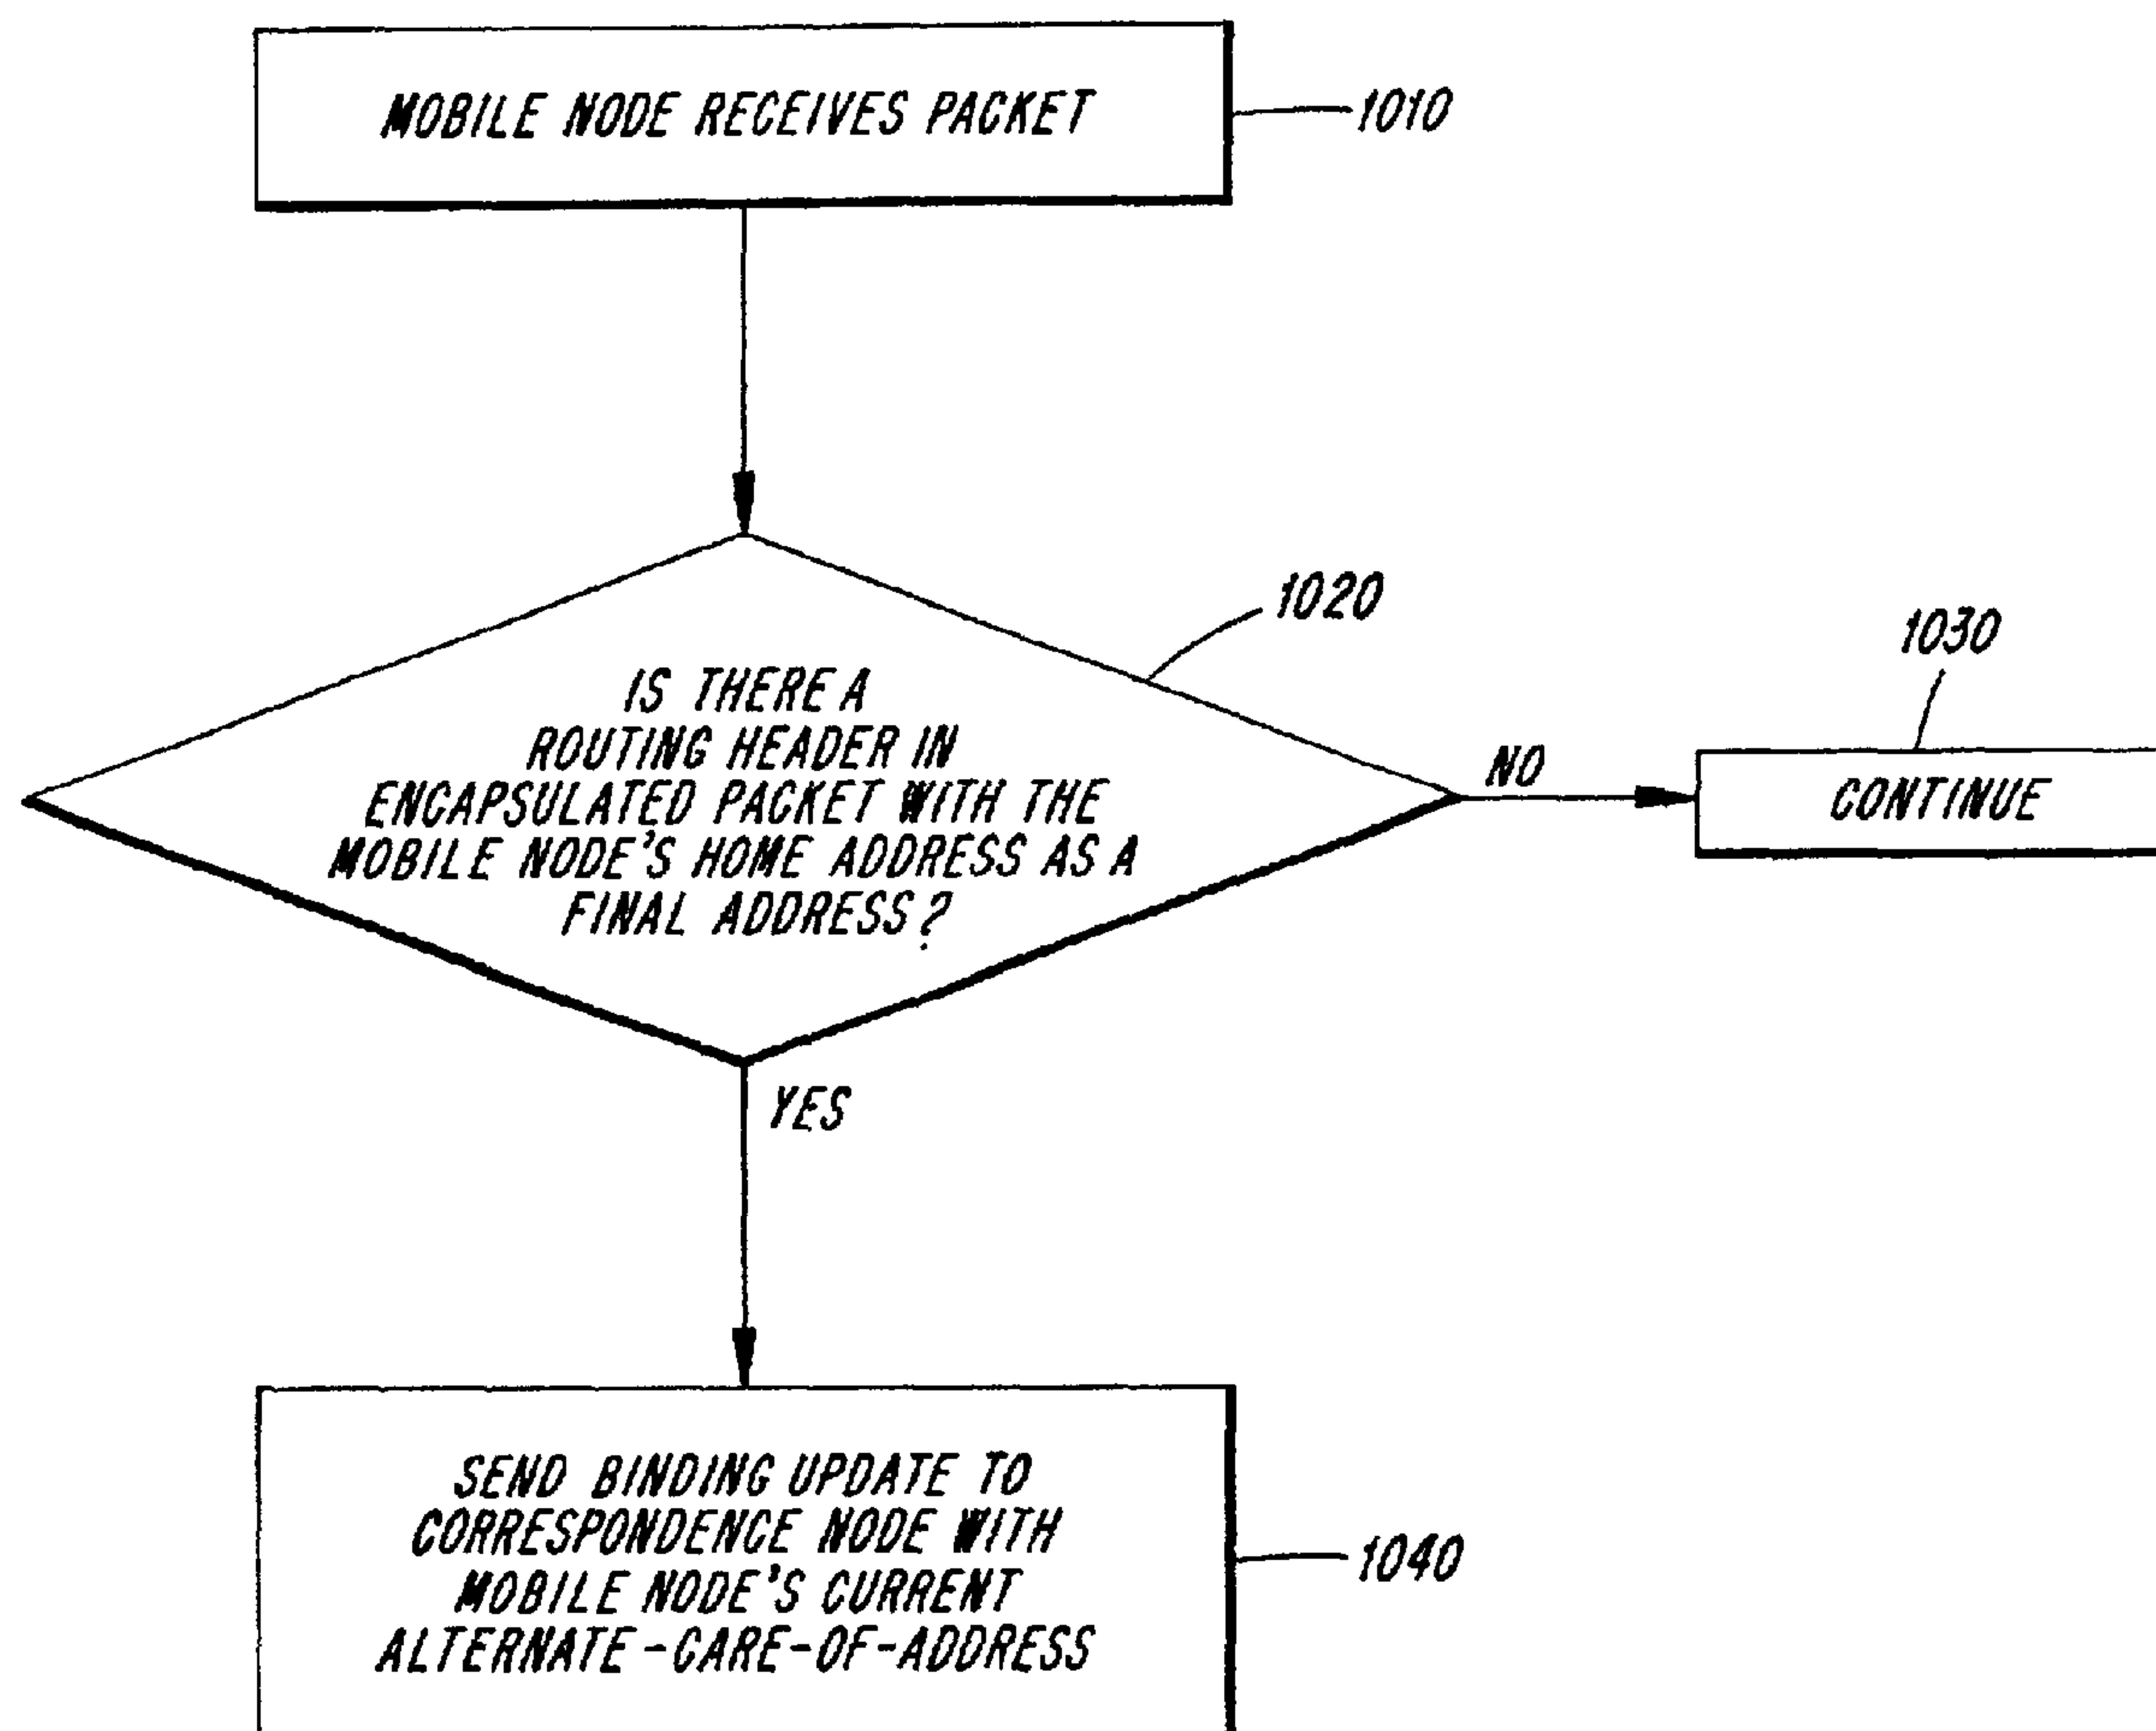 MOBILE NODE RECEIVES PACKET
1010
1020
IS THERE A
ROUTING HEADER IN
ENCAPSULATED PACKET WITH THE
MOBILE NODE'S HOME ADDRESS AS A
FINAL ADDRESS?
NO
1030
CONTINUE
YES
SEND BINDING UPDATE TO
CORRESPONDENCE NODE WITH
MOBILE NODE'S CURRENT
ALTERNATE-CARE-OF-ADDRESS
1040